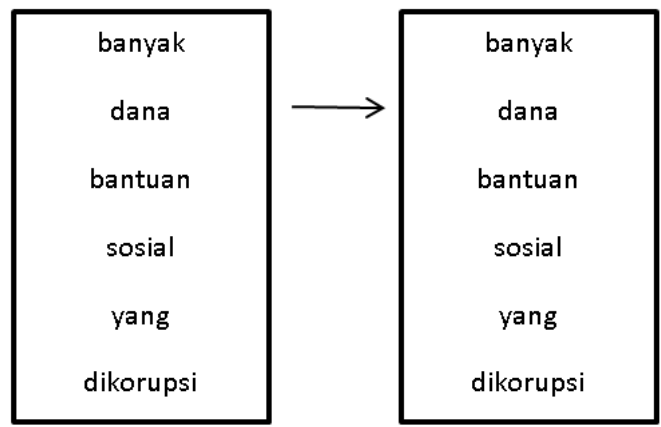 banyak
dana
bantuan
sosial
yang
dikorupsi
banyak
dana
bantuan
sosial
yang
dikorupsi